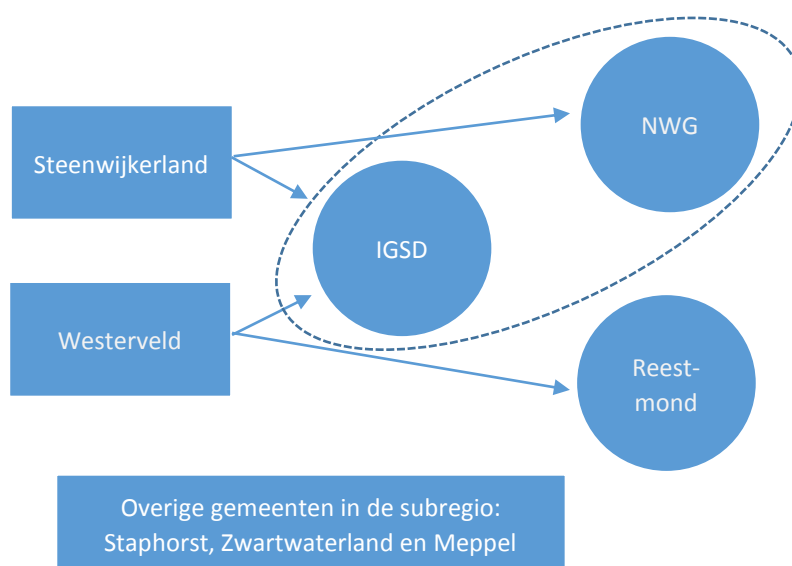 NWG
Steenwijkerland
IGSD
Westerveld
Reest-
mond
Overige gemeenten in de subregio:
Staphorst, Zwartwaterland en Meppel